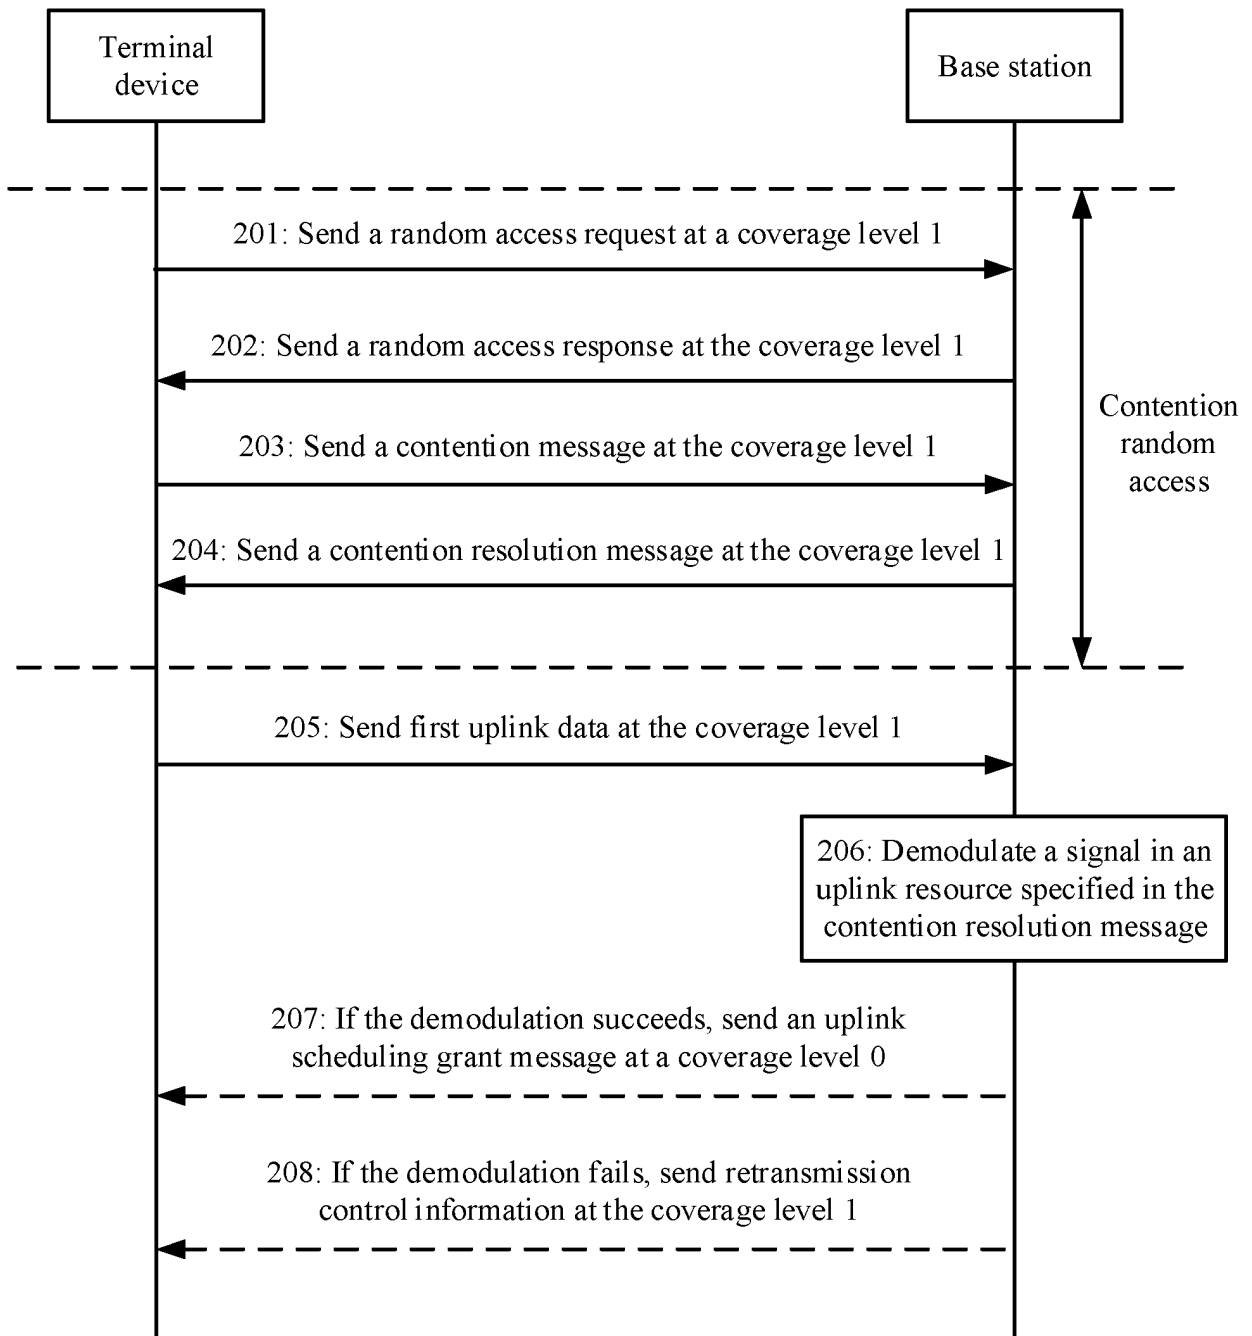 Terminal
device
Base station
201: Send a random access request at a coverage level 1
202: Send a random access response at the coverage level 1
Contention
random
access
203: Send a contention message at the coverage level 1
204: Send a contention resolution message at the coverage level 1
205: Send first uplink data at the coverage level 1
206: Demodulate a signal in an
uplink resource specified in the
contention resolution message
207: If the demodulation succeeds, send an uplink
scheduling grant message at a coverage level 0
208: If the demodulation fails, send retransmission
control information at the coverage level 1